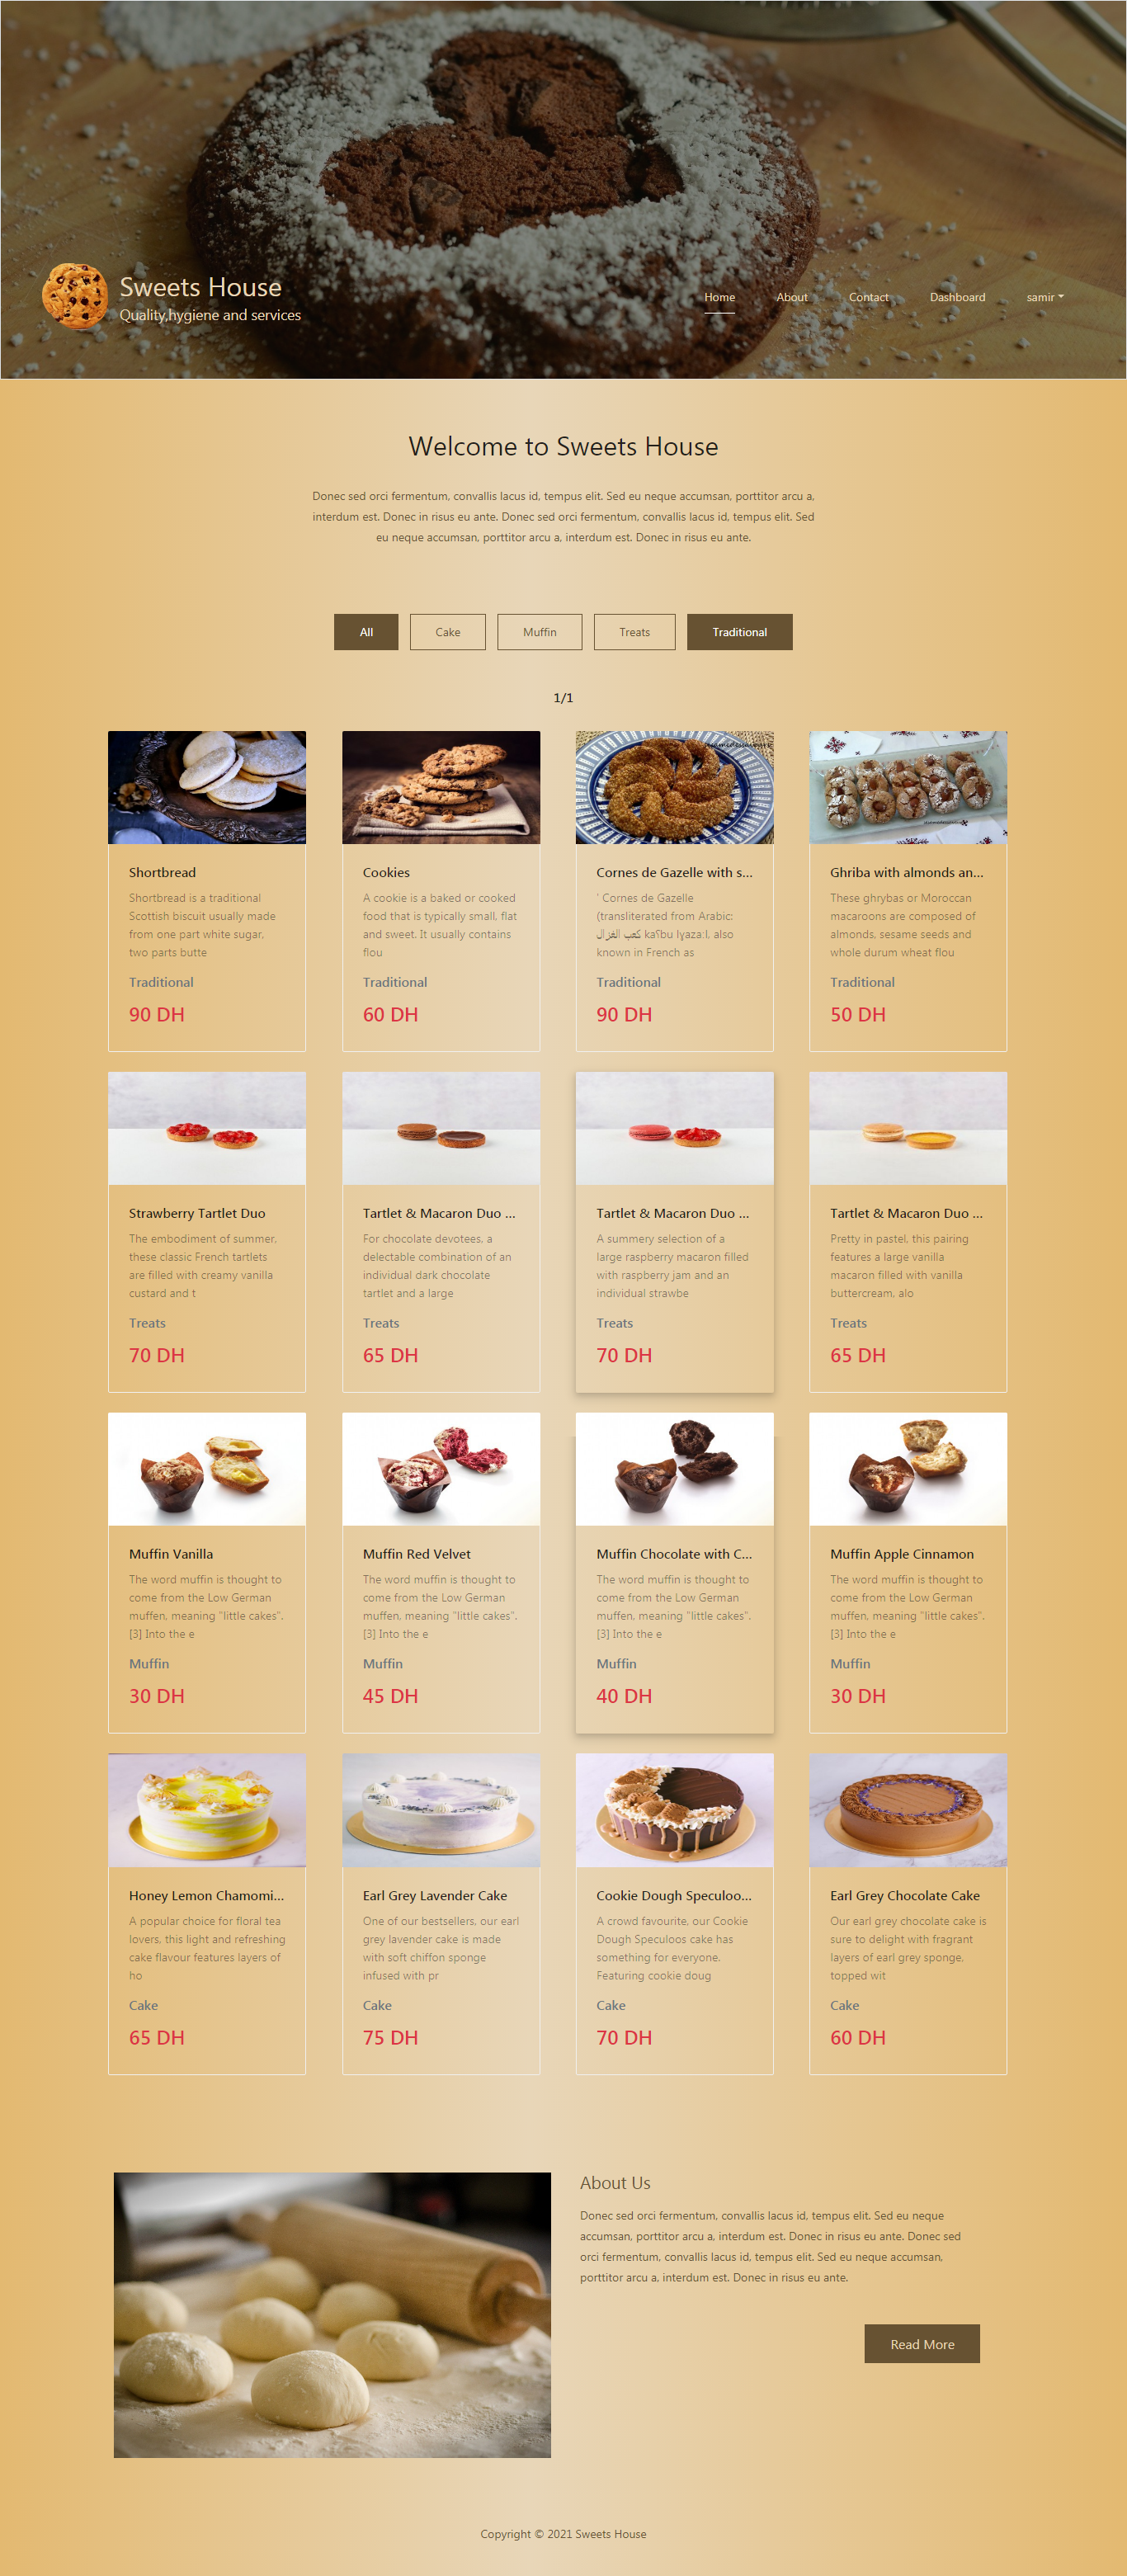 Sweets House
Quality,hygiene and services
Home
About
Contact
Dashboard
samir
Welcome to Sweets House
Donec sed orci fermentum, convallis lacus id, tempus elit. Sed eu neque accumsan, porttitor arcu a,
interdum est. Donec in risus eu ante. Donec sed orci fermentum, convallis lacus id, tempus elit. Sed
eu neque accumsan, porttitor arcu a, interdum est. Donec in risus eu ante.
All
Cake
Muffin
Treats
Traditional
1/1
Shortbread
Shortbread is a traditional
Scottish biscuit usually made
from one part white sugar,
two parts butte
Traditional
90 DH
Cookies
A cookie is a baked or cooked
food that is typically small, flat
and sweet. It usually contains
flou
Traditional
60 DH
Cornes de Gazelle with s...
' Cornes de Gazelle
(transliterated from Arabic:
كعب الغزال kaʕbu lɣazaːl, also
known in French as
Traditional
90 DH
Ghriba with almonds an...
These ghrybas or Moroccan
macaroons are composed of
almonds, sesame seeds and
whole durum wheat flou
Traditional
50 DH
Strawberry Tartlet Duo
The embodiment of summer,
these classic French tartlets
are filled with creamy vanilla
custard and t
Treats
70 DH
Tartlet & Macaron Duo ...
For chocolate devotees, a
delectable combination of an
individual dark chocolate
tartlet and a large
Treats
65 DH
Tartlet & Macaron Duo ...
A summery selection of a
large raspberry macaron filled
with raspberry jam and an
individual strawbe
Treats
70 DH
Tartlet & Macaron Duo ...
Pretty in pastel, this pairing
features a large vanilla
macaron filled with vanilla
buttercream, alo
Treats
65 DH
Muffin Vanilla
The word muffin is thought to
come from the Low German
muffen, meaning "little cakes".
[3] Into the e
Muffin
30 DH
Muffin Red Velvet
The word muffin is thought to
come from the Low German
muffen, meaning "little cakes".
[3] Into the e
Muffin
45 DH
Muffin Chocolate with C...
The word muffin is thought to
come from the Low German
muffen, meaning "little cakes".
[3] Into the e
Muffin
40 DH
Muffin Apple Cinnamon
The word muffin is thought to
come from the Low German
muffen, meaning "little cakes".
[3] Into the e
Muffin
30 DH
Honey Lemon Chamomi...
A popular choice for floral tea
lovers, this light and refreshing
cake flavour features layers of
ho
Cake
65 DH
Earl Grey Lavender Cake
One of our bestsellers, our earl
grey lavender cake is made
with soft chiffon sponge
infused with pr
Cake
75 DH
Cookie Dough Speculoo...
A crowd favourite, our Cookie
Dough Speculoos cake has
something for everyone.
Featuring cookie doug
Cake
70 DH
Earl Grey Chocolate Cake
Our earl grey chocolate cake is
sure to delight with fragrant
layers of earl grey sponge,
topped wit
Cake
60 DH
About Us
Donec sed orci fermentum, convallis lacus id, tempus elit. Sed eu neque
accumsan, porttitor arcu a, interdum est. Donec in risus eu ante. Donec sed
orci fermentum, convallis lacus id, tempus elit. Sed eu neque accumsan,
porttitor arcu a, interdum est. Donec in risus eu ante.
Read More
Copyright © 2021 Sweets House